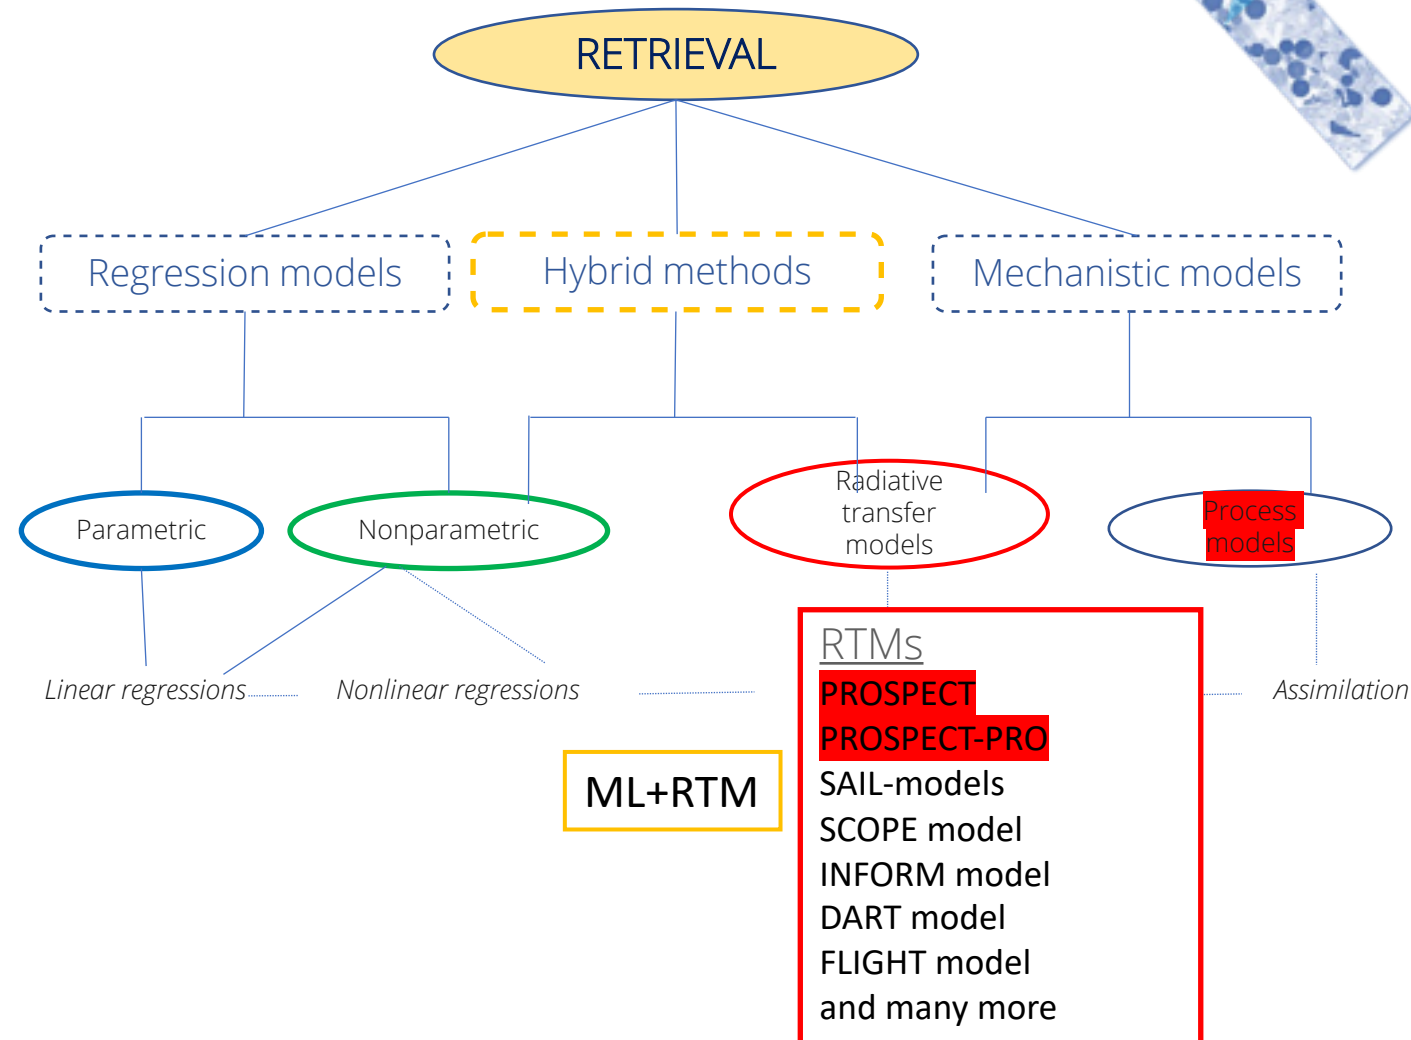 RETRIEVAL
Regression models
Hybrid methods
Mechanistic models
Parametric
Nonparametric
Radiative
transfer
models
Process
models
Linear regressions
Nonlinear regressions
Assimilation
ML+RTM
RTMs
PROSPECT
PROSPECT-PRO
SAIL-models
SCOPE model
INFORM model
DART model
FLIGHT model
and many more